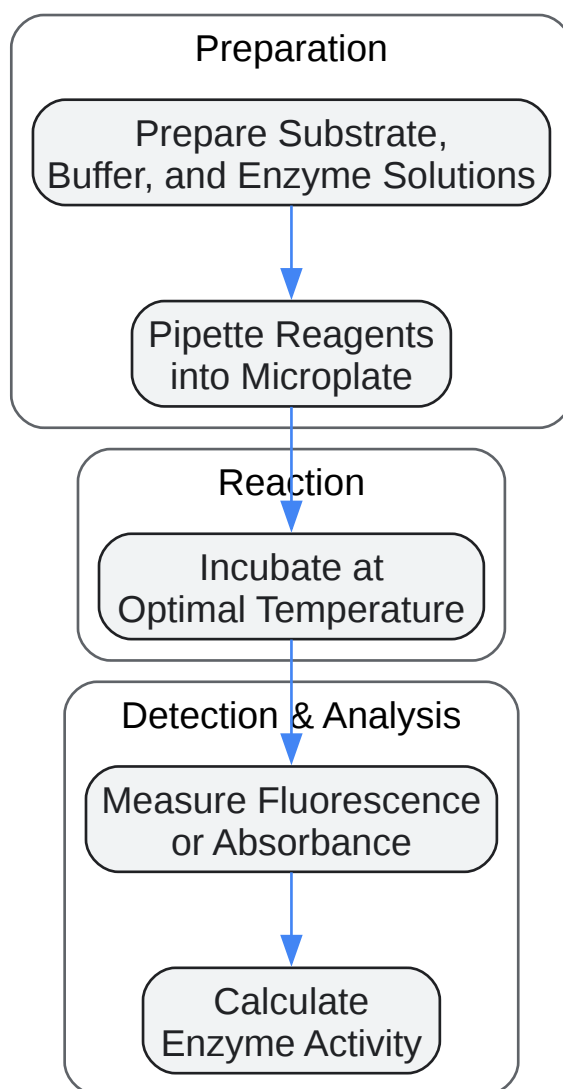 Preparation
Prepare Substrate,
Buffer, and Enzyme Solutions
Pipette Reagents
into Microplate
Reaction
Incubate at
Optimal Temperature
Detection & Analysis
Measure Fluorescence
or Absorbance
Calculate
Enzyme Activity